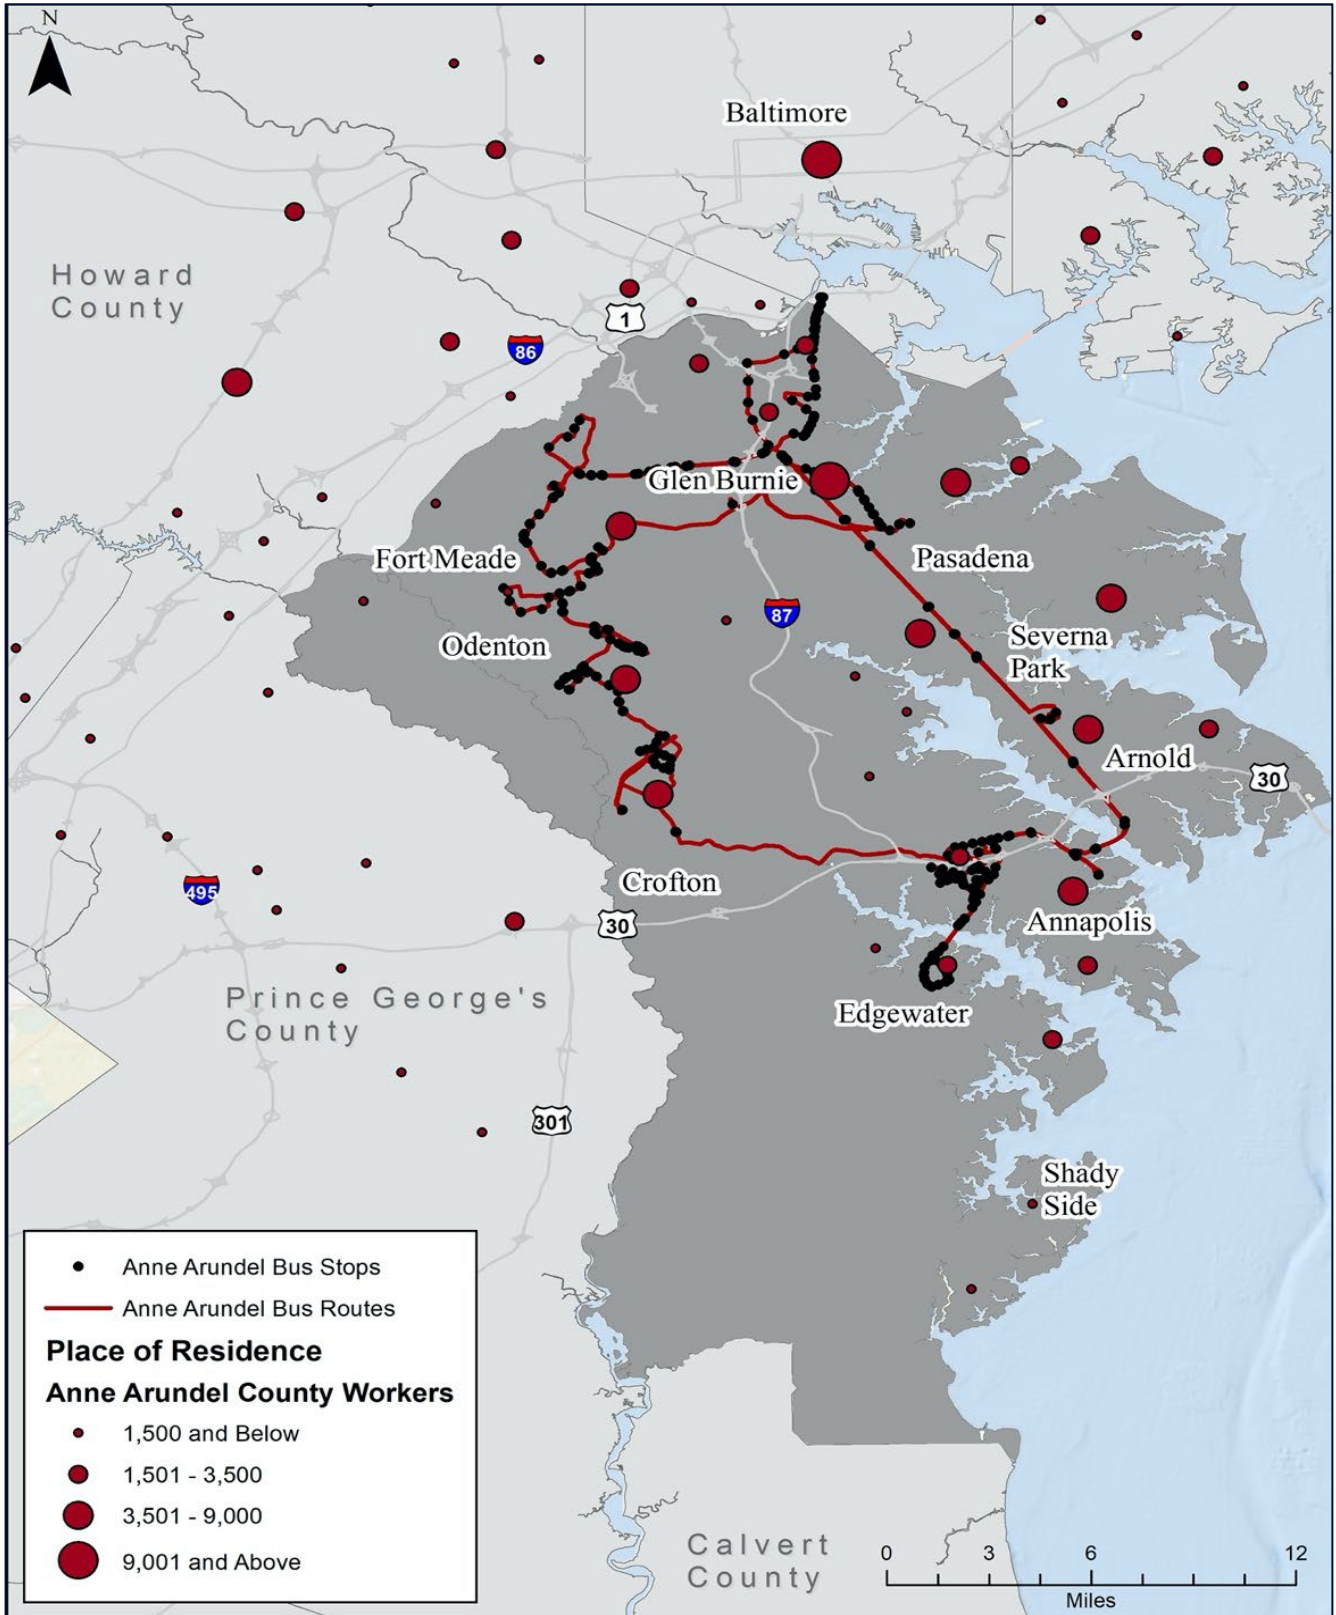 N
Baltimore
Howard
County
1
86
Glen Burnie
Fort Meade
Pasadena
87
Odenton
Severna
Park
Arnold
30
Crofton
495
30
Annapolis
Prince George's
County
Edgewater
301
Shady
Side
Anne Arundel Bus Stops
Anne Arundel Bus Routes
Place of Residence
Anne Arundel County Workers
1,500 and Below
1,501 - 3,500
3,501 - 9,000
9,001 and Above
Calvert
County
0 3 6 12
Miles